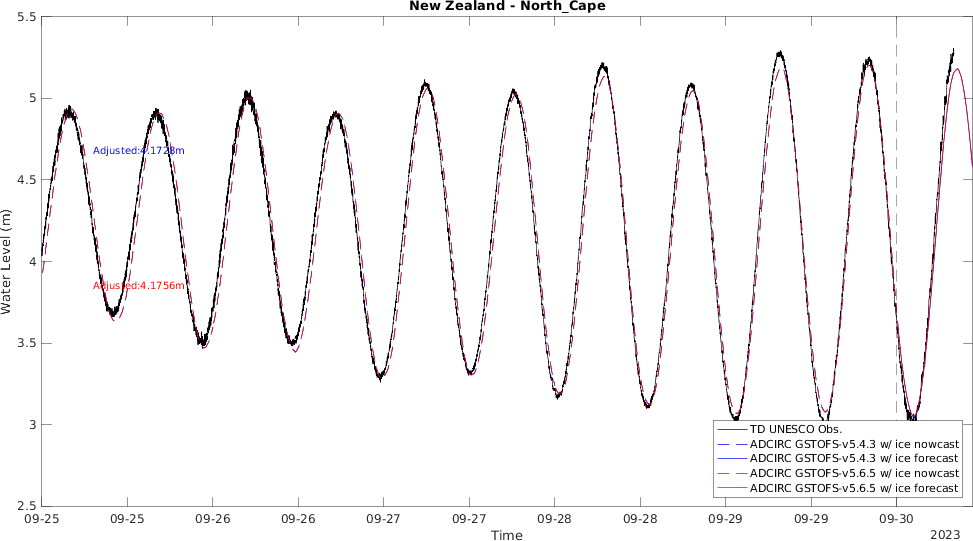 New Zealand - North_Cape
5.5
5
4.5
4
3.5
3
2.5
Water Level (m)
Adjusted:4.1728m
Adjusted:4.1756m
TD UNESCO Obs.
ADCIRC GSTOFS-v5.4.3 w/ ice nowcast
ADCIRC GSTOFS-v5.4.3 w/ ice forecast
ADCIRC GSTOFS-v5.6.5 w/ ice nowcast
ADCIRC GSTOFS-v5.6.5 w/ ice forecast
09-25 09-25 09-26 09-26 09-27 09-27 09-28 09-28 09-29 09-29 09-30
Time
2023